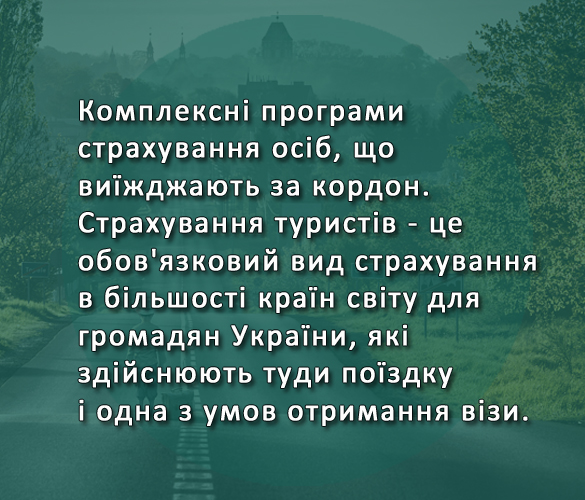 Комплексні програми
страхування осіб, що
виїжджають за кордон.
Страхування туристів - це
обов'язковий вид страхування
в більшості країн світу для
громадян України, які
здійснюють туди поїздку
і одна з умов отримання візи.